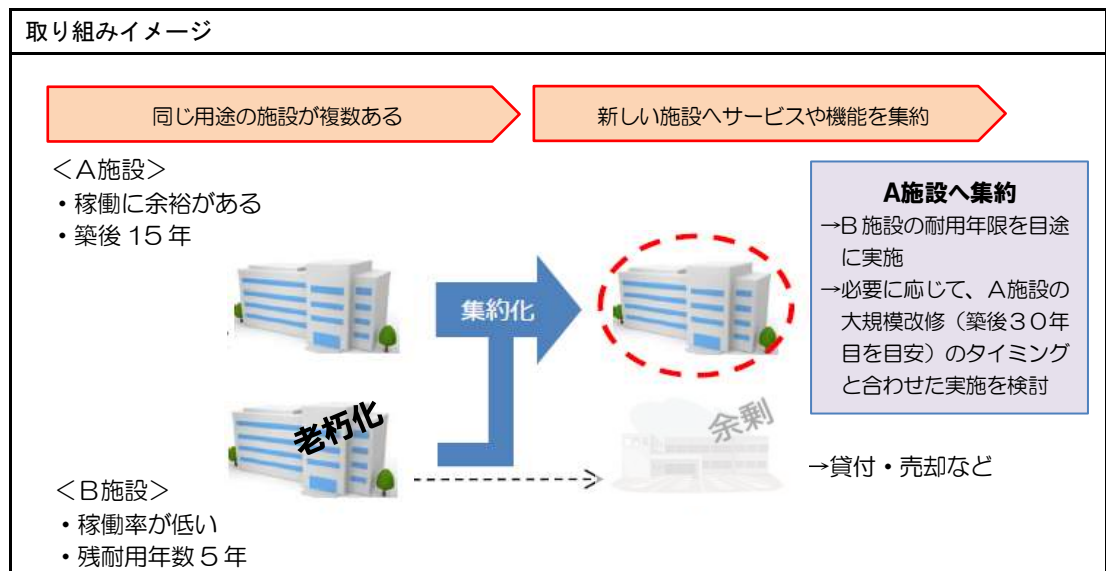 取り組みイメージ
同じ用途の施設が複数ある
新しい施設へサービスや機能を集約
＜Ａ施設＞
・稼働に余裕がある
・築後 15 年
集約化
A施設へ集約
→B 施設の耐用年限を目途
に実施
→必要に応じて、Ａ施設の
大規模改修（築後３０年
目を目安）のタイミング
と合わせた実施を検討
老朽化
余剰
→貸付・売却など
＜Ｂ施設＞
・稼働率が低い
・残耐用年数 5 年